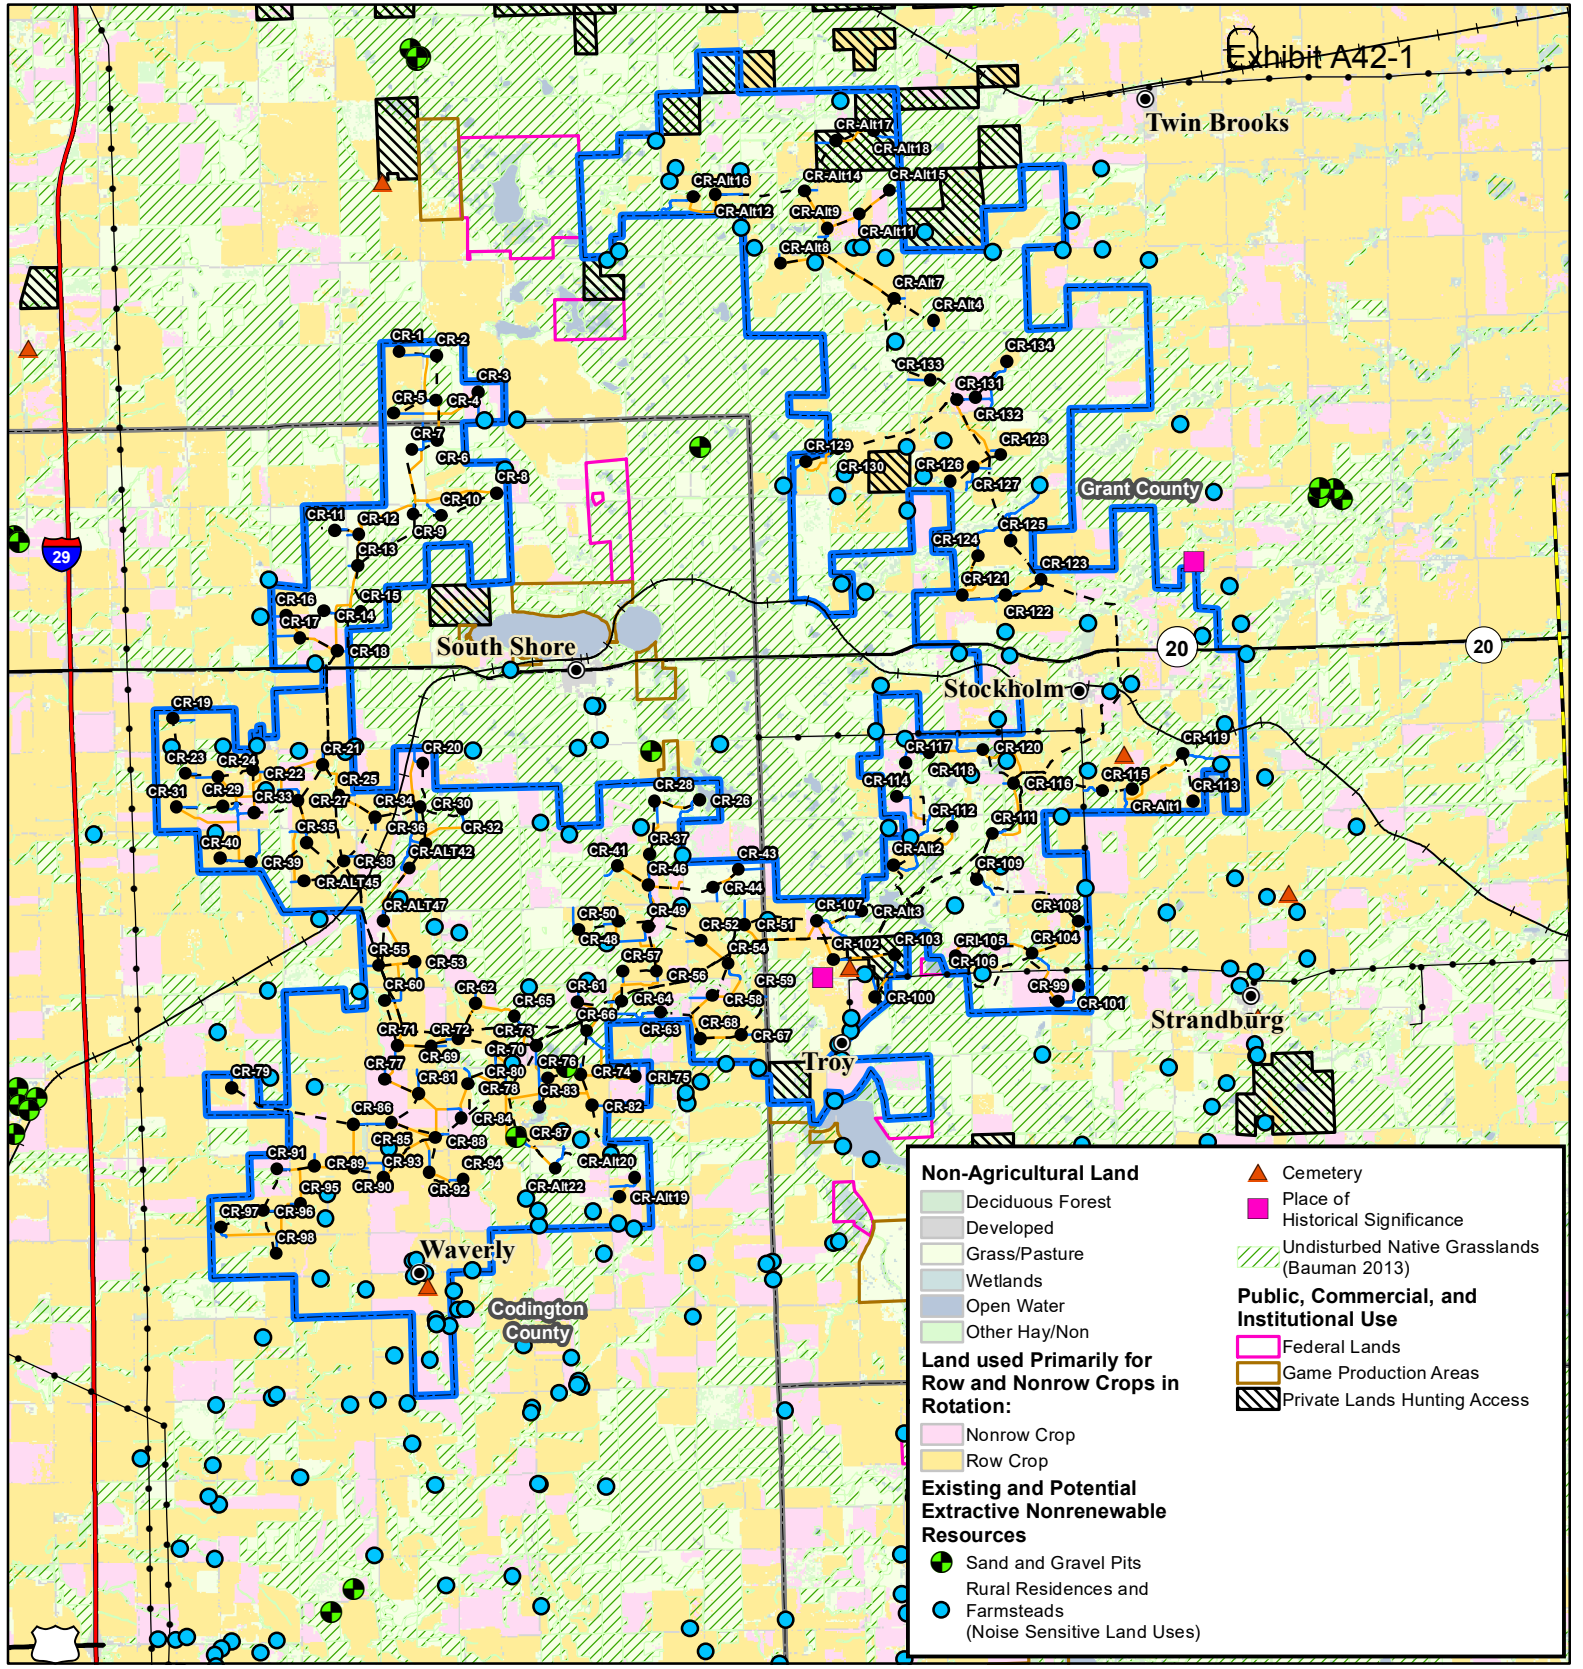 Exhibit A42-1
Twin Brooks
CR-Alt17
CR-Alt18
CR-Alt16
CR-Alt14
CR-Alt15
CR-Alt12
CR-Alt9
CR-Alt11
CR-Alt8
CR-Alt7
CR-Alt4
CR-1
CR-2
CR-134
CR-3
CR-133
CR-131
CR-5
CR-4
CR-132
CR-7
CR-6
CR-129
CR-128
CR-130
CR-126
CR-8
CR-127
Grant County
CR-10
CR-11
CR-12
CR-9
CR-125
CR-124
CR-13
29
CR-123
CR-121
CR-16
CR-15
CR-14
CR-122
CR-17
South Shore
CR-18
20
20
Stockholm
CR-19
CR-21
CR-20
CR-117
CR-120
CR-119
CR-23
CR-24
CR-22
CR-118
CR-114
CR-25
CR-116
CR-115
CR-28
CR-113
CR-31
CR-29
CR-33
CR-27
CR-34
CR-30
CR-26
CR-Alt1
CR-112
CR-111
CR-35
CR-36
CR-32
CR-37
CR-40
CR-ALT42
CR-Alt2
CR-43
CR-39
CR-38
CR-41
CR-46
CR-109
CR-ALT45
CR-44
CR-ALT47
CR-50
CR-49
CR-107
CR-Alt3
CR-108
CR-52
CR-51
CR-48
CR-102
CR-103
CRI-105
CR-104
CR-55
CR-54
CR-53
CR-57
CR-106
CR-56
CR-59
CR-60
CR-62
CR-61
CR-99
CR-100
CR-101
CR-65
CR-64
CR-58
CR-66
Strandburg
CR-71
CR-72
CR-73
CR-63
CR-68
CR-67
CR-69
CR-70
Troy
CR-77
CR-76
CR-79
CR-80
CR-74
CRI-75
CR-81
CR-78
CR-83
CR-82
CR-86
CR-84
CR-87
CR-85
CR-88
CR-91
CR-89
CR-93
CR-94
CR-Alt20
CR-95
CR-90
CR-92
CR-Alt22
CR-Alt19
CR-97
CR-96
CR-98
Waverly
Codington
County
Non-Agricultural Land
Deciduous Forest
Developed
Grass/Pasture
Wetlands
Open Water
Other Hay/Non
Land used Primarily for
Row and Nonrow Crops in
Rotation:
Nonrow Crop
Row Crop
Existing and Potential
Extractive Nonrenewable
Resources
Sand and Gravel Pits
Rural Residences and
Farmsteads
(Noise Sensitive Land Uses)
Cemetery
Place of
Historical Significance
Undisturbed Native Grasslands
(Bauman 2013)
Public, Commercial, and
Institutional Use
Federal Lands
Game Production Areas
Private Lands Hunting Access